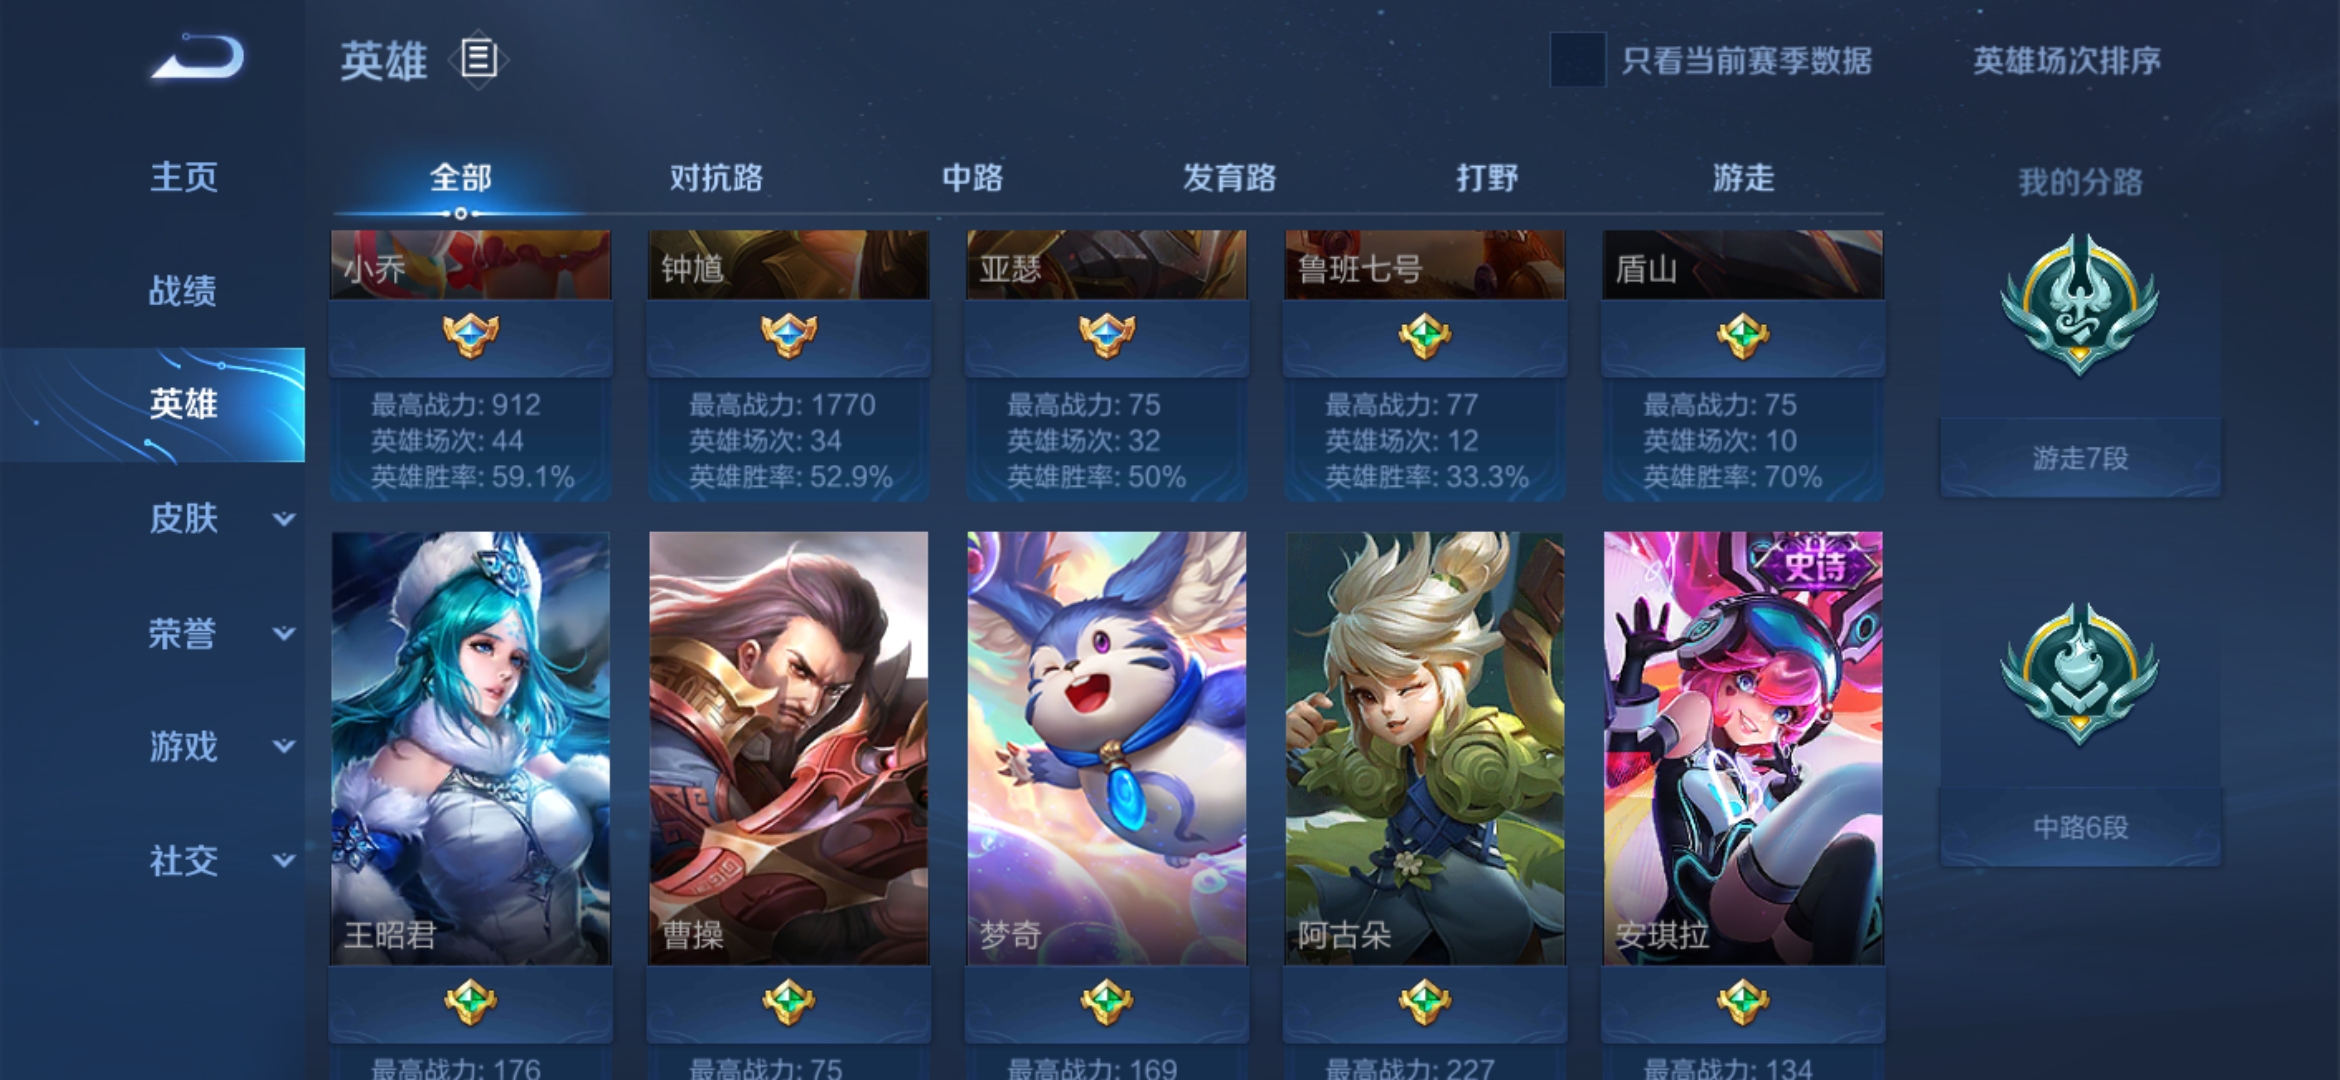 英雄
只看当前赛季数据
英雄场次排序
主页
战绩
英雄
皮肤
荣誉
游戏
社交
全部
对抗路
中路
发育路
打野
游走
小乔
最高战力: 912
英雄场次: 44
英雄胜率: 59.1%
钟馗
最高战力: 1770
英雄场次: 34
英雄胜率: 52.9%
亚瑟
最高战力: 75
英雄场次: 32
英雄胜率: 50%
鲁班七号
最高战力: 77
英雄场次: 12
英雄胜率: 33.3%
盾山
最高战力: 75
英雄场次: 10
英雄胜率: 70%
王昭君
最高战力: 176
曹操
最高战力: 75
梦奇
最高战力: 169
阿古朵
最高战力: 227
史诗
安琪拉
最高战力: 134
我的分路
游走7段
中路6段